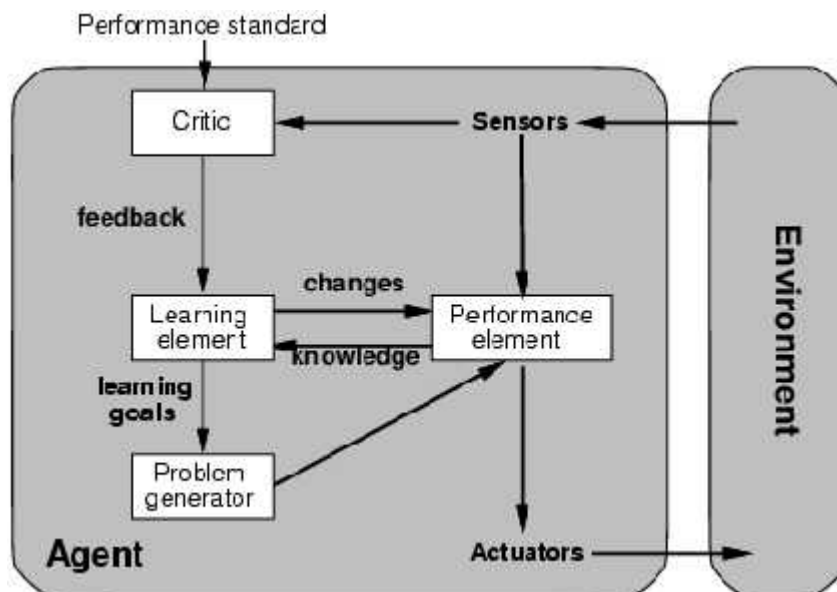 Performance standard
Critic
Sensors
feedback
changes
Learning
element
Performance
element
knowledge
learning
goals
Problem
generator
Agent
Actuators
Environment